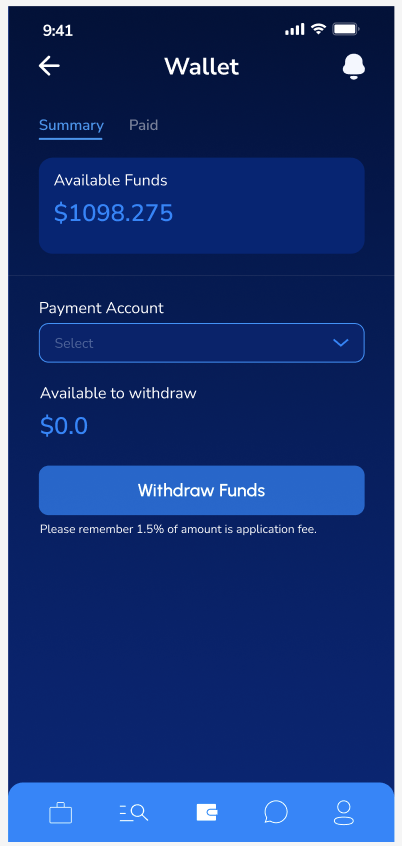 9:41
Wallet
Summary Paid
Available Funds
$1098.275
Payment Account
Select
Available to withdraw
$0.0
Withdraw Funds
Please remember 1.5% of amount is application fee.